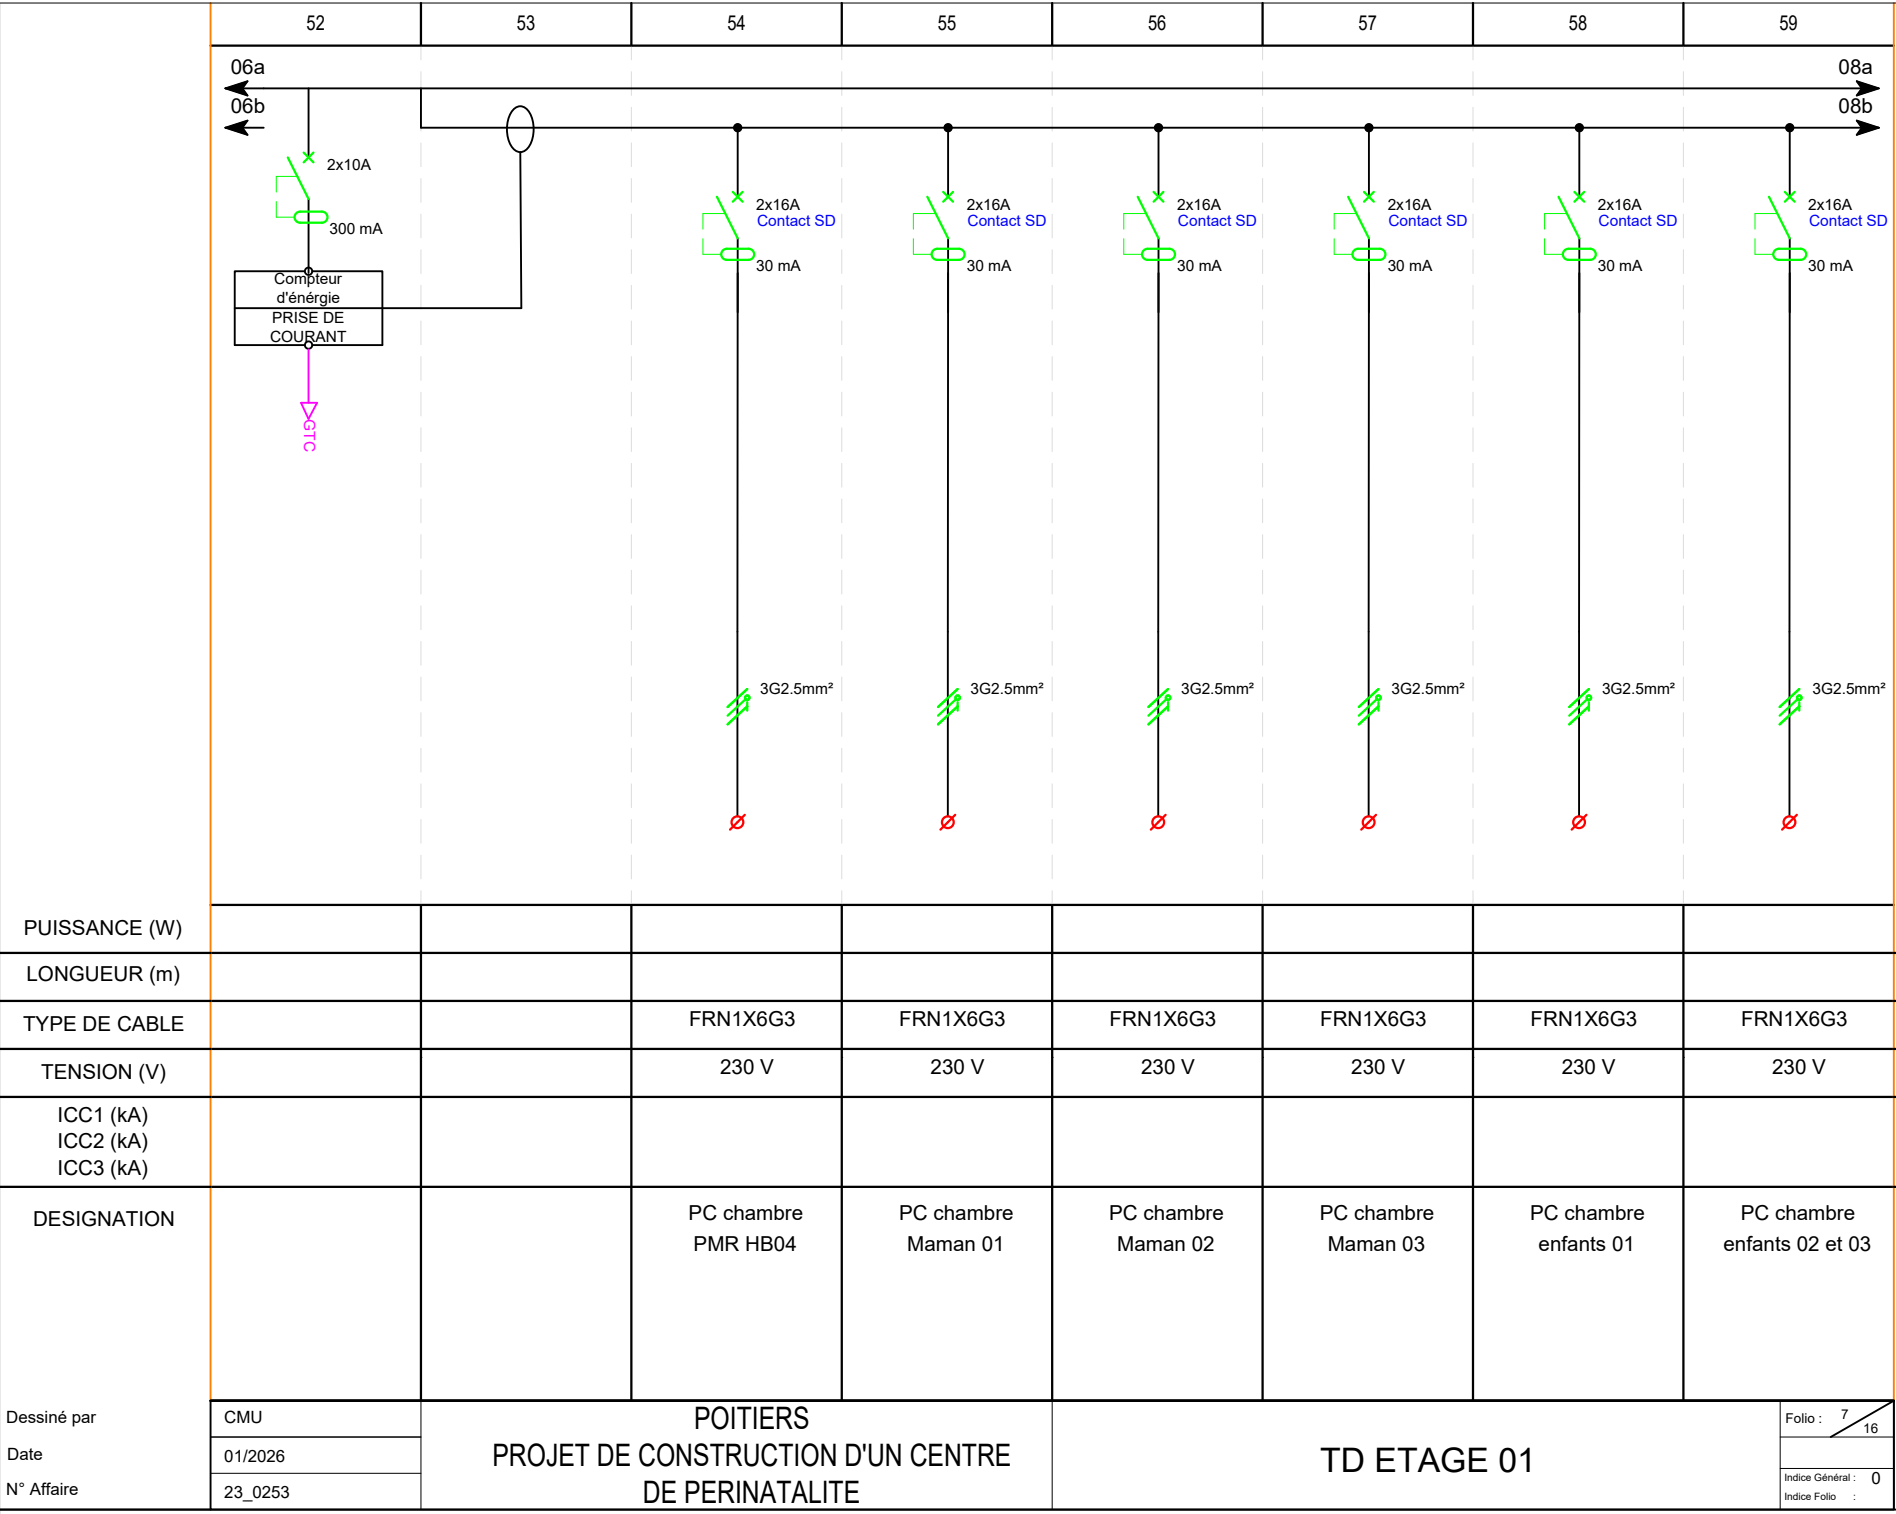 52 53 54 55 56 57 58 59
06a 08a
06b 08b
2x10A
300 mA
Compteur
d'énérgie
PRISE DE
COURANT
GTC
2x16A 2x16A 2x16A 2x16A 2x16A 2x16A
Contact SD Contact SD Contact SD Contact SD Contact SD Contact SD
30 mA 30 mA 30 mA 30 mA 30 mA 30 mA
3G2.5mm² 3G2.5mm² 3G2.5mm² 3G2.5mm² 3G2.5mm² 3G2.5mm²
PUISSANCE (W)
LONGUEUR (m)
TYPE DE CABLE FRN1X6G3 FRN1X6G3 FRN1X6G3 FRN1X6G3 FRN1X6G3 FRN1X6G3
TENSION (V) 230 V 230 V 230 V 230 V 230 V 230 V
ICC1 (kA)
ICC2 (kA)
ICC3 (kA)
DESIGNATION
PC chambre
PMR HB04
PC chambre
Maman 01
PC chambre
Maman 02
PC chambre
Maman 03
PC chambre
enfants 01
PC chambre
enfants 02 et 03
Dessiné par CMU
Date 01/2026
N° Affaire 23_0253
POITIERS
PROJET DE CONSTRUCTION D'UN CENTRE
DE PERINATALITE
TD ETAGE 01
Folio : 7
16
Indice Général : 0
Indice Folio :